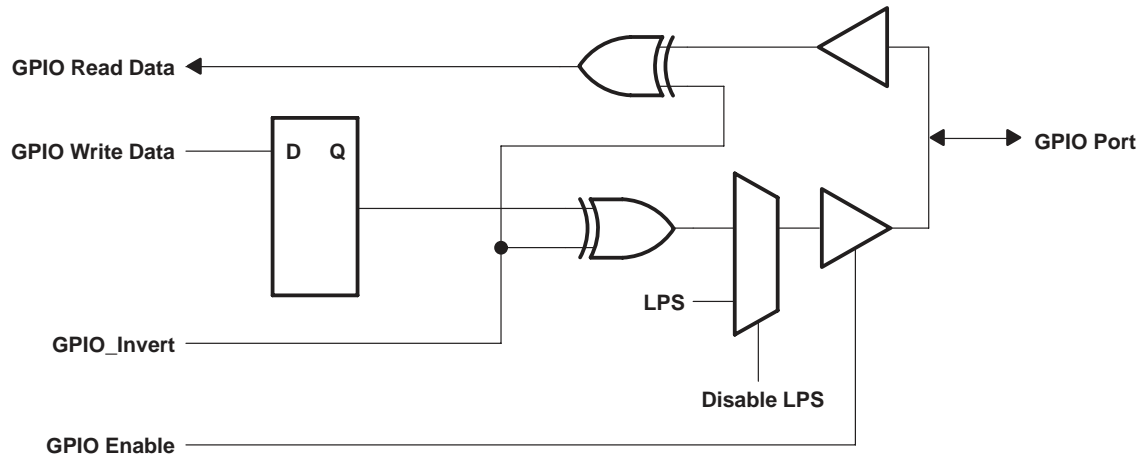 GPIO Read Data
GPIO Write Data
D Q
GPIO Port
LPS
GPIO_Invert
Disable LPS
GPIO Enable